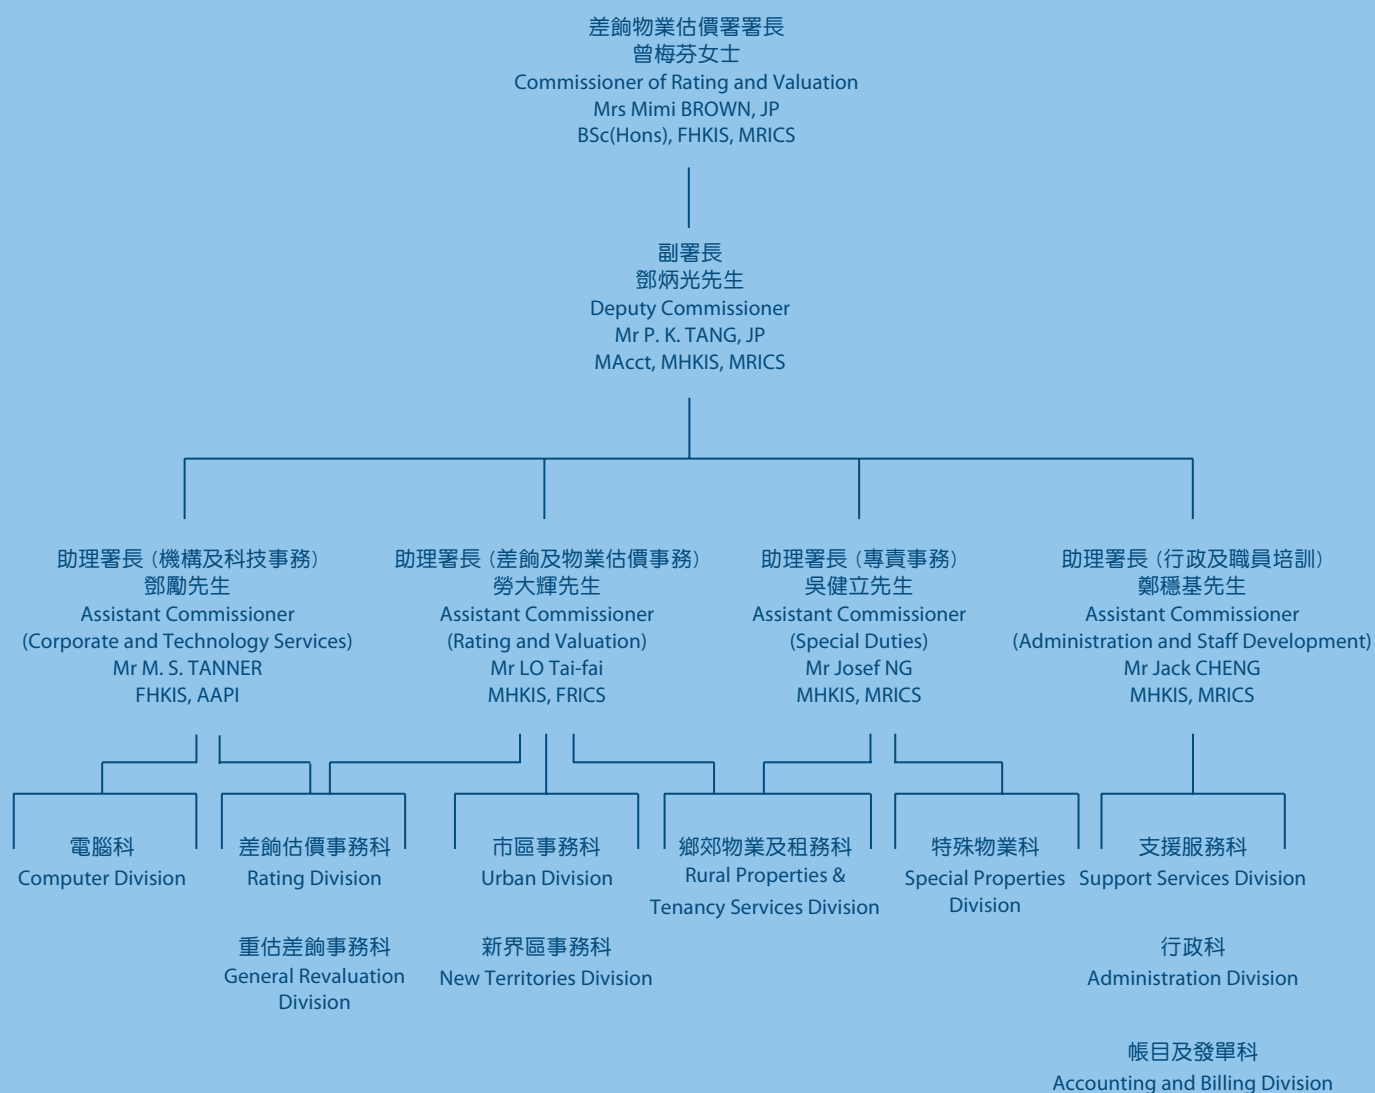 差餉物業估價署署長
曾梅芬女士
Commissioner of Rating and Valuation
Mrs Mimi BROWN, JP
BSc(Hons), FHKIS, MRICS
副署長
鄧炳光先生
Deputy Commissioner
Mr P. K. TANG, JP
MAcct, MHKIS, MRICS
助理署長（機構及科技事務）
鄧勵先生
Assistant Commissioner
(Corporate and Technology Services)
Mr M. S. TANNER
FHKIS, AAPI
助理署長（差餉及物業估價事務）
勞大輝先生
Assistant Commissioner
(Rating and Valuation)
Mr LO Tai-fai
MHKIS, FRICS
助理署長（專責事務）
吳健立先生
Assistant Commissioner
(Special Duties)
Mr Josef NG
MHKIS, MRICS
助理署長（行政及職員培訓）
鄭穩基先生
Assistant Commissioner
(Administration and Staff Development)
Mr Jack CHENG
MHKIS, MRICS
電腦科
Computer Division
差餉估價事務科
Rating Division
重估差餉事務科
General Revaluation
Division
市區事務科
Urban Division
新界區事務科
New Territories Division
鄉郊物業及租務科
Rural Properties &
Tenancy Services Division
特殊物業科
Special Properties
Division
支援服務科
Support Services Division
行政科
Administration Division
帳目及發單科
Accounting and Billing Division